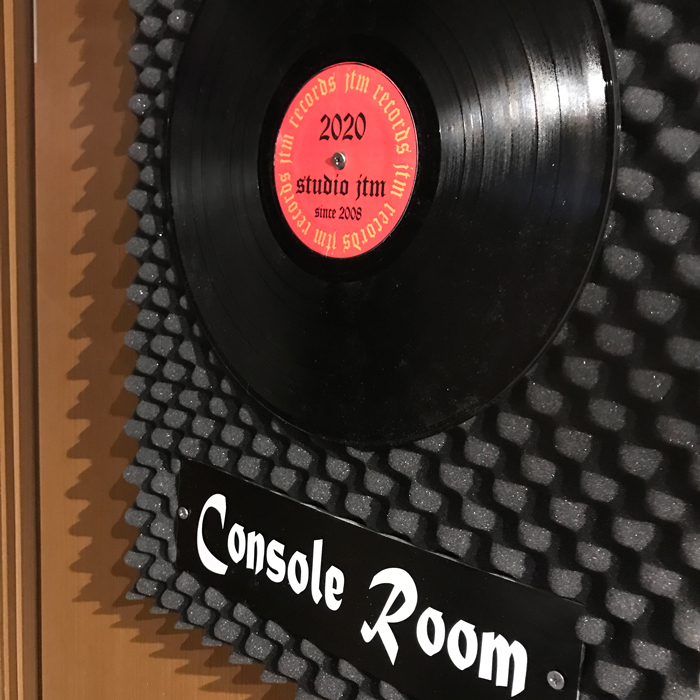 jtm records jtm records jtm records jtm records
2020
studio jtm
since 2008
Console Room